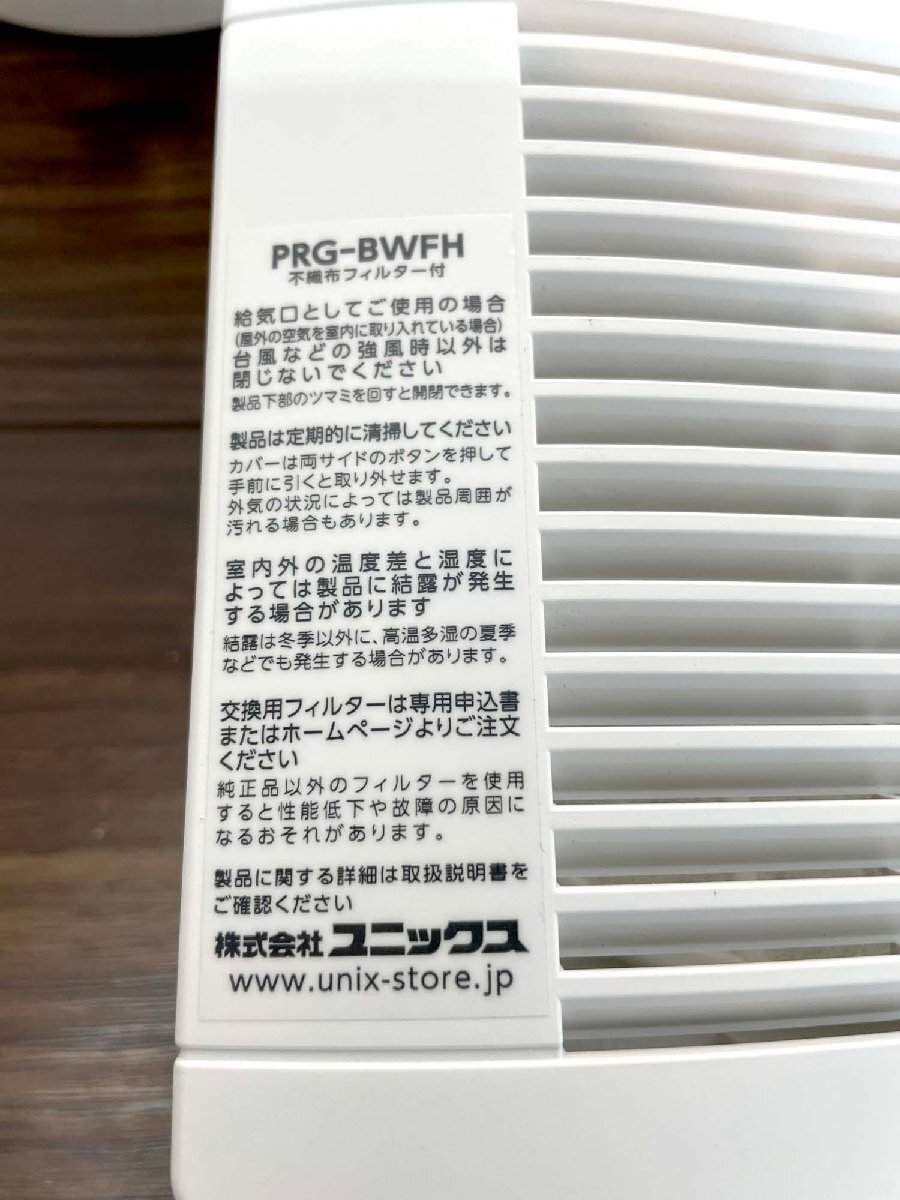 PRG-BWFH
不織布フィルター付
給気口としてご使用の場合
(屋外の空気を室内に取り入れている場合)
台風などの強風時以外は
閉じないでください
製品下部のツマミを回すと開閉できます。
製品は定期的に清掃してください
カバーは両サイドのボタンを押して
手前に引くと取り外せます。
外気の状況によっては製品周囲が
汚れる場合もあります。
室内外の温度差と湿度に
よっては製品に結露が発生
する場合があります
結露は冬季以外に、高温多湿の夏季
などでも発生する場合があります。
交換用フィルターは専用申込書
またはホームページよりご注文
ください
純正品以外のフィルターを使用
すると性能低下や故障の原因に
なるおそれがあります。
製品に関する詳細は取扱説明書を
ご確認ください
株式会社 ユニックス
www.unix-store.jp